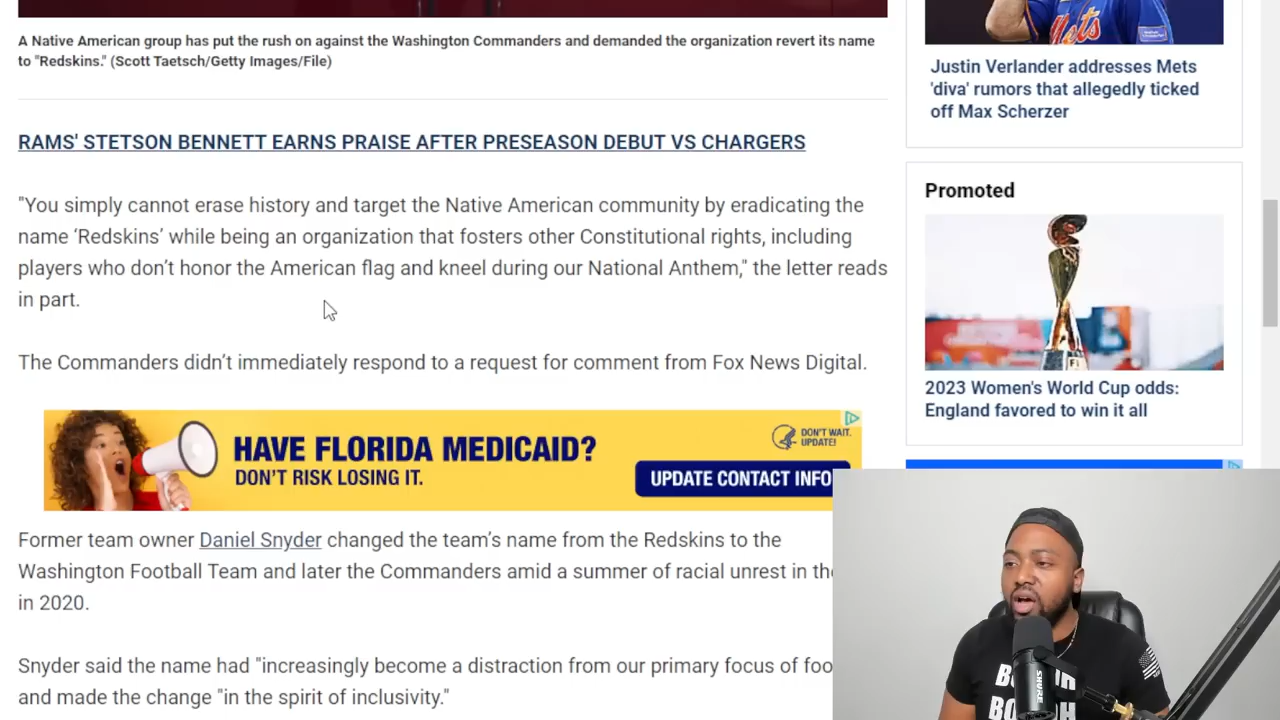 A Native American group has put the rush on against the Washington Commanders and demanded the organization revert its name
to "Redskins." (Scott Taetsch/Getty Images/File)
RAMS' STETSON BENNETT EARNS PRAISE AFTER PRESEASON DEBUT VS CHARGERS
"You simply cannot erase history and target the Native American community by eradicating the
name ‘Redskins’ while being an organization that fosters other Constitutional rights, including
players who don’t honor the American flag and kneel during our National Anthem," the letter reads
in part.
The Commanders didn’t immediately respond to a request for comment from Fox News Digital.
HAVE FLORIDA MEDICAID?
DON'T RISK LOSING IT.
DON'T WAIT.
UPDATE!
UPDATE CONTACT INFO
Former team owner Daniel Snyder changed the team’s name from the Redskins to the
Washington Football Team and later the Commanders amid a summer of racial unrest in
in 2020.
Snyder said the name had "increasingly become a distraction from our primary focus of
and made the change "in the spirit of inclusivity."
Mets
Justin Verlander addresses Mets
'diva' rumors that allegedly ticked
off Max Scherzer
Promoted
2023 Women's World Cup odds:
England favored to win it all
SHURE